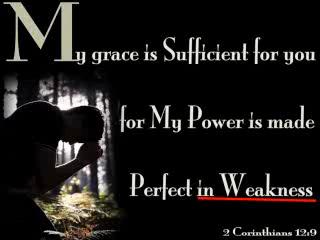 My grace is Sufficient for you
for My Power is made
Perfect in Weakness
2 Corinthians 12:9